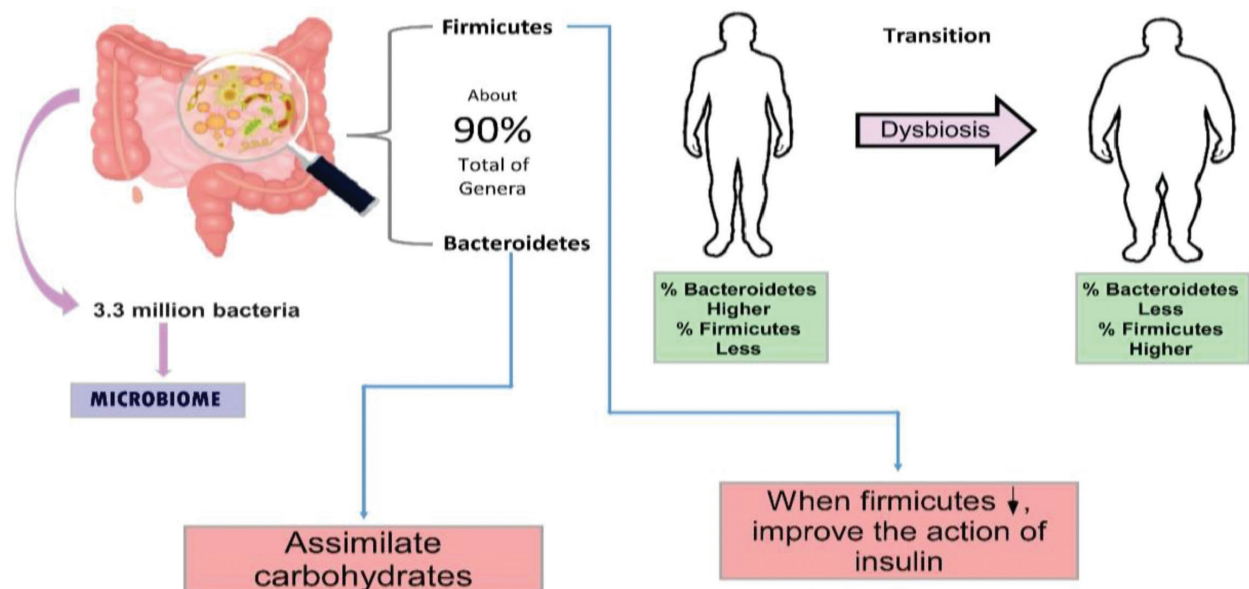 Firmicutes
About
90%
Total of
Genera
Bacteroidetes
3.3 million bacteria
MICROBIOME
Transition
Dysbiosis
% Bacteroidetes
Higher
% Firmicutes
Less
% Bacteroidetes
Less
% Firmicutes
Higher
Assimilate
carbohydrates
When firmicutes ↓,
improve the action of
insulin